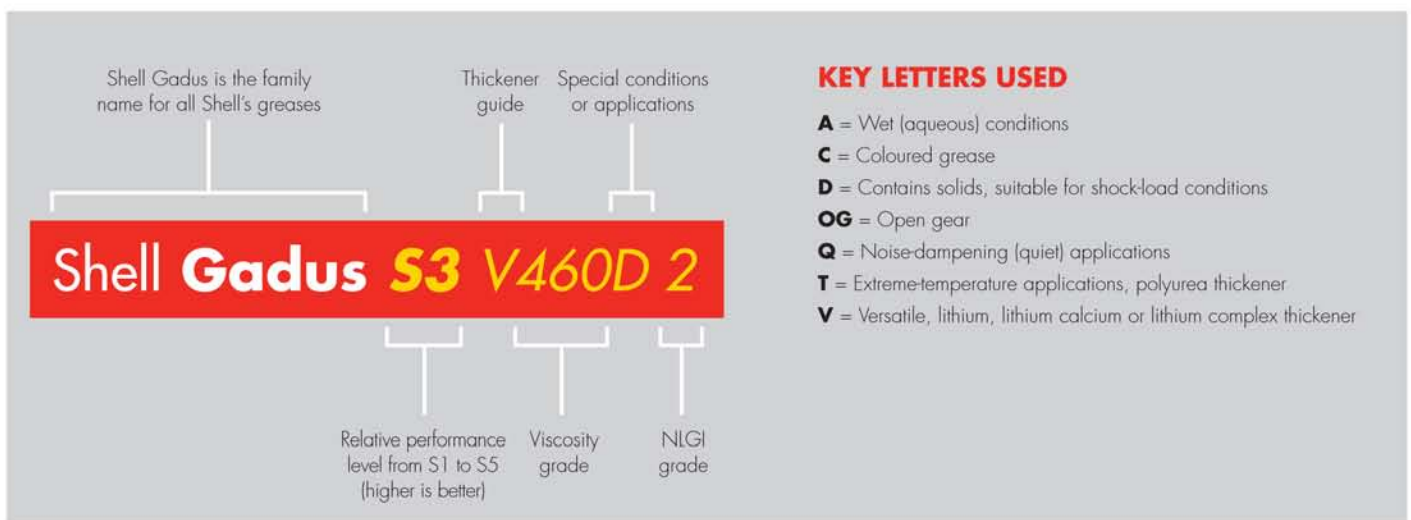 Shell Gadus is the family
name for all Shell's greases
Thickener
guide
Special conditions
or applications
Shell Gadus S3 V460D 2
Relative performance
level from S1 to S5
(higher is better)
Viscosity
grade
NLGI
grade
KEY LETTERS USED
A = Wet (aqueous) conditions
C = Coloured grease
D = Contains solids, suitable for shock-load conditions
OG = Open gear
Q = Noise-dampening (quiet) applications
T = Extreme-temperature applications, polyurea thickener
V = Versatile, lithium, lithium calcium or lithium complex thickener